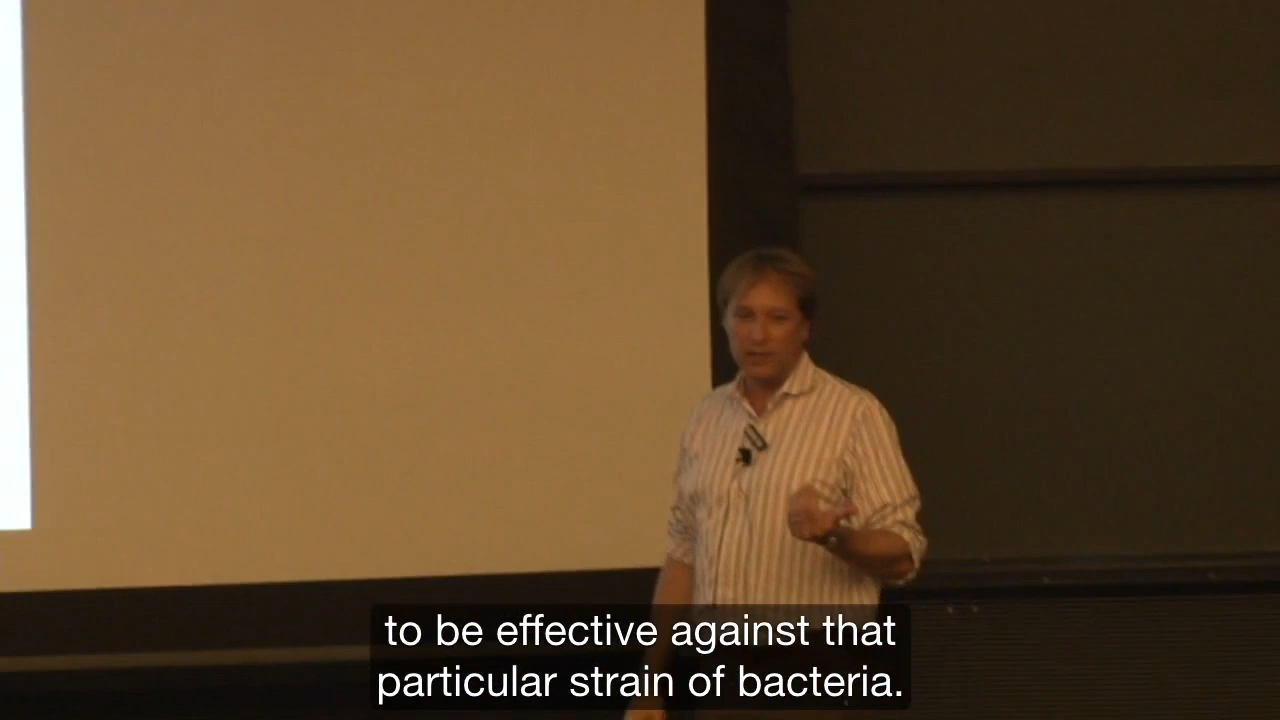 to be effective against that
particular strain of bacteria.